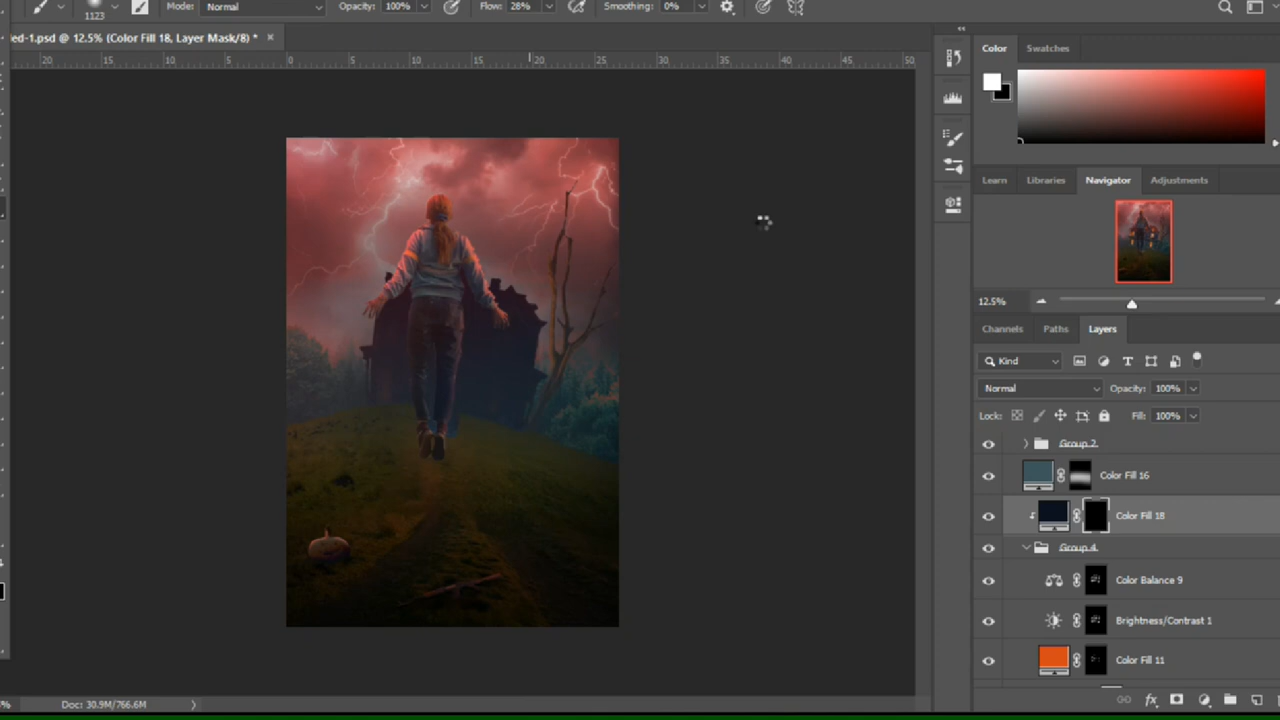 1123 Mode: Normal Opacity: 100% Flow: 28% Smoothing: 0%
ed-1.psd @ 12.5% (Color Fill 18, Layer Mask/8) * ×
20 15 10 5 0 5 10 15 20 25 30 35 40 45 50
Color Swatches
Learn Libraries Navigator Adjustments
12.5%
Channels Paths Layers
Kind
Normal Opacity: 100%
Lock: Fill: 100%
Group 2
Color Fill 16
Color Fill 18
Group 4
Color Balance 9
Brightness/Contrast 1
Color Fill 11
Doc: 30.9M/766.6M
fx